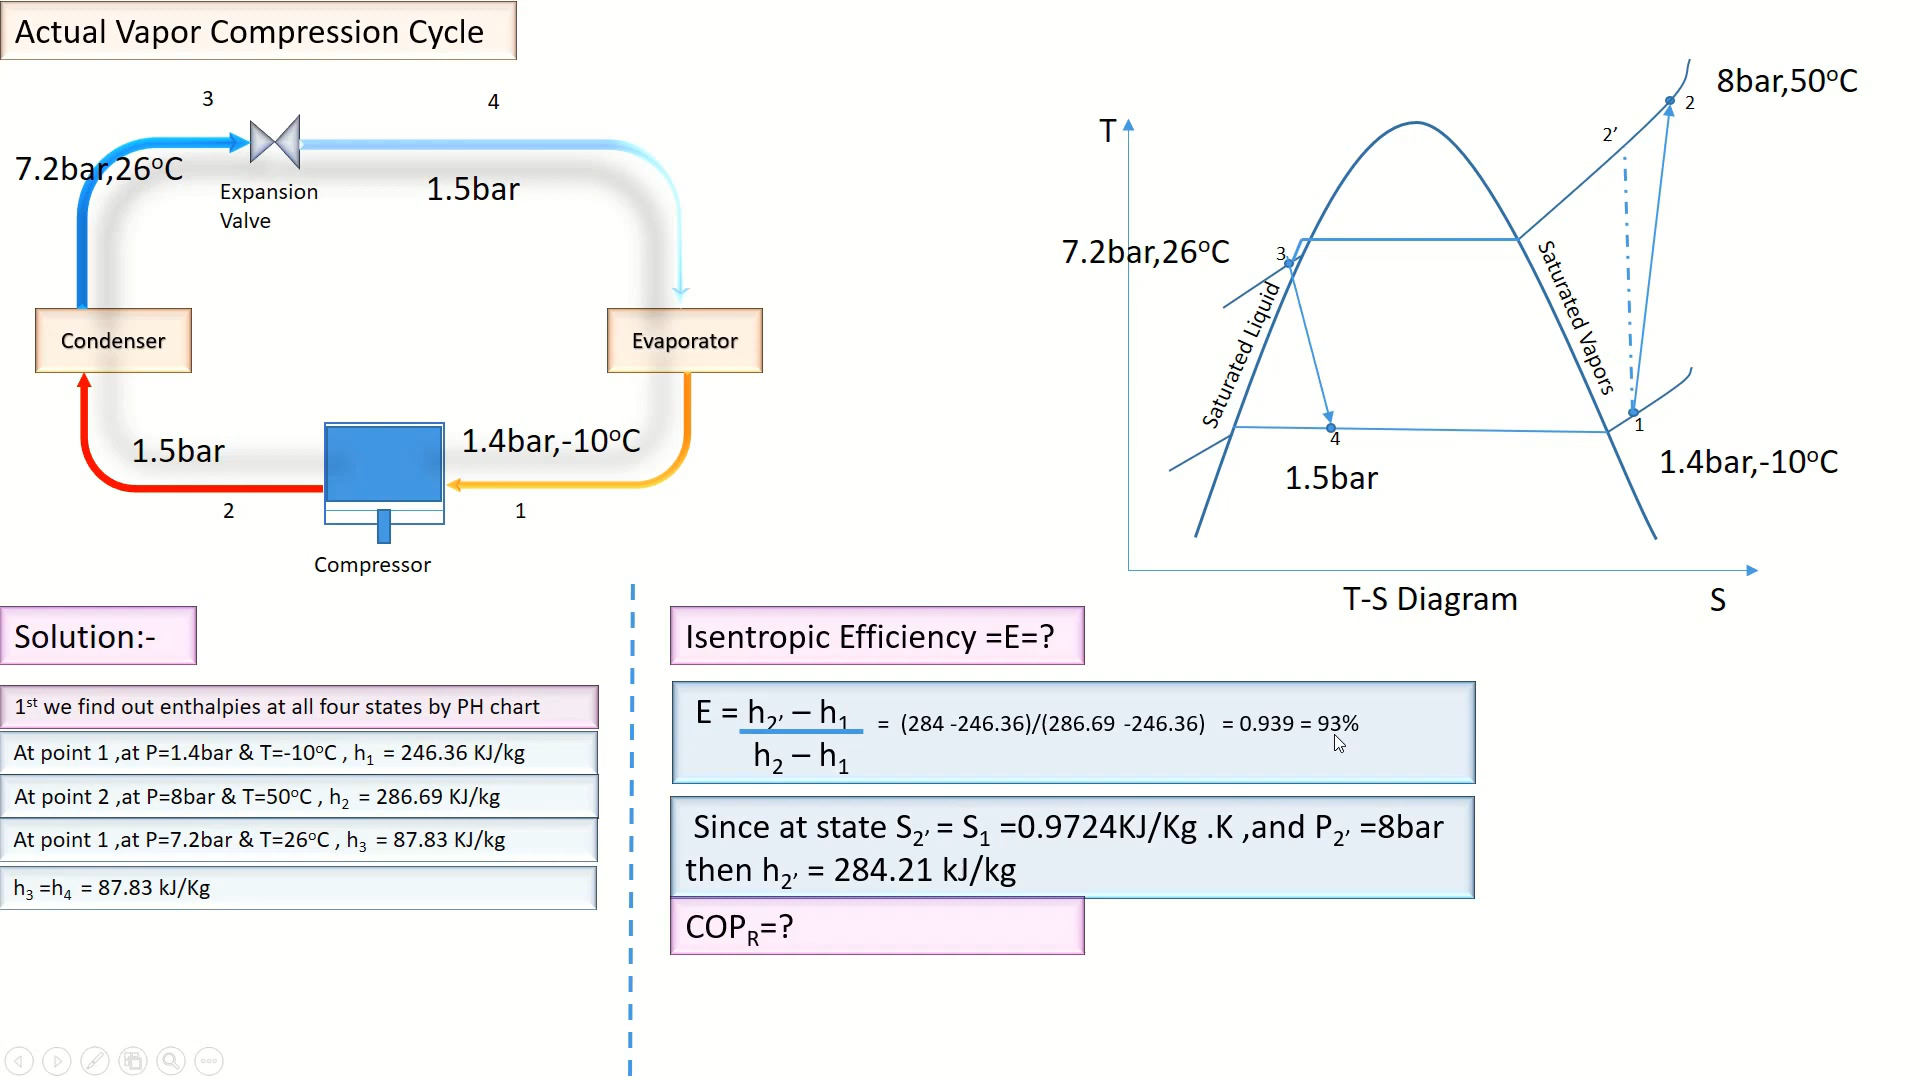 Actual Vapor Compression Cycle
3
4
7.2bar,26°C
Expansion
Valve
1.5bar
Condenser
Evaporator
1.5bar
1.4bar,-10°C
2
1
Compressor
T
8bar,50°C
2
2’
7.2bar,26°C
3
Saturated Liquid
Saturated Vapors
1
4
1.5bar
1.4bar,-10°C
T-S Diagram
S
Solution:-
1st we find out enthalpies at all four states by PH chart
At point 1 ,at P=1.4bar & T=-10°C , h1 = 246.36 KJ/kg
At point 2 ,at P=8bar & T=50°C , h2 = 286.69 KJ/kg
At point 1 ,at P=7.2bar & T=26°C , h3 = 87.83 KJ/kg
h3 =h4 = 87.83 kJ/Kg
Isentropic Efficiency =E=?
E = h2’ – h1 = (284 -246.36)/(286.69 -246.36) = 0.939 = 93%
h2 – h1
Since at state S2’ = S1 =0.9724KJ/Kg .K ,and P2’ =8bar
then h2’ = 284.21 kJ/kg
COPR=?